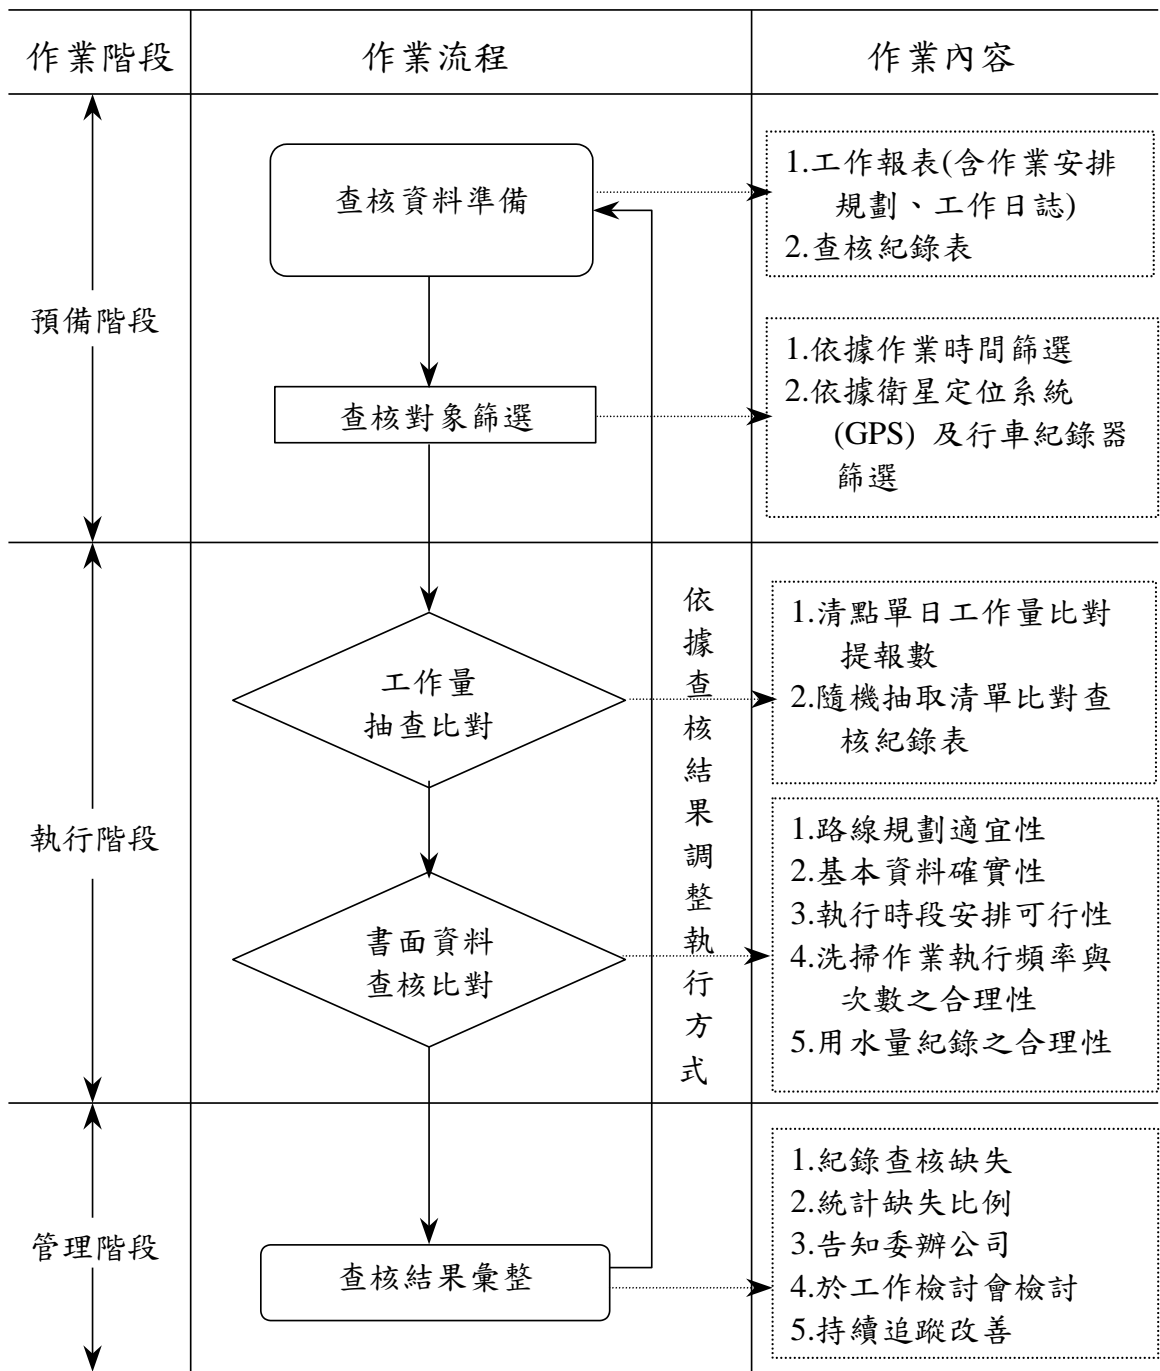 作業階段
作業流程
作業內容
預備階段
查核資料準備
1.工作報表(含作業安排
規劃、工作日誌)
2.查核紀錄表
查核對象篩選
1.依據作業時間篩選
2.依據衛星定位系統
(GPS) 及行車紀錄器
篩選
執行階段
工作量
抽查比對
1.清點單日工作量比對
提報數
2.隨機抽取清單比對查
核紀錄表
書面資料
查核比對
1.路線規劃適宜性
2.基本資料確實性
3.執行時段安排可行性
4.洗掃作業執行頻率與
次數之合理性
5.用水量紀錄之合理性
依據查核結果調整執行方式
管理階段
查核結果彙整
1.紀錄查核缺失
2.統計缺失比例
3.告知委辦公司
4.於工作檢討會檢討
5.持續追蹤改善